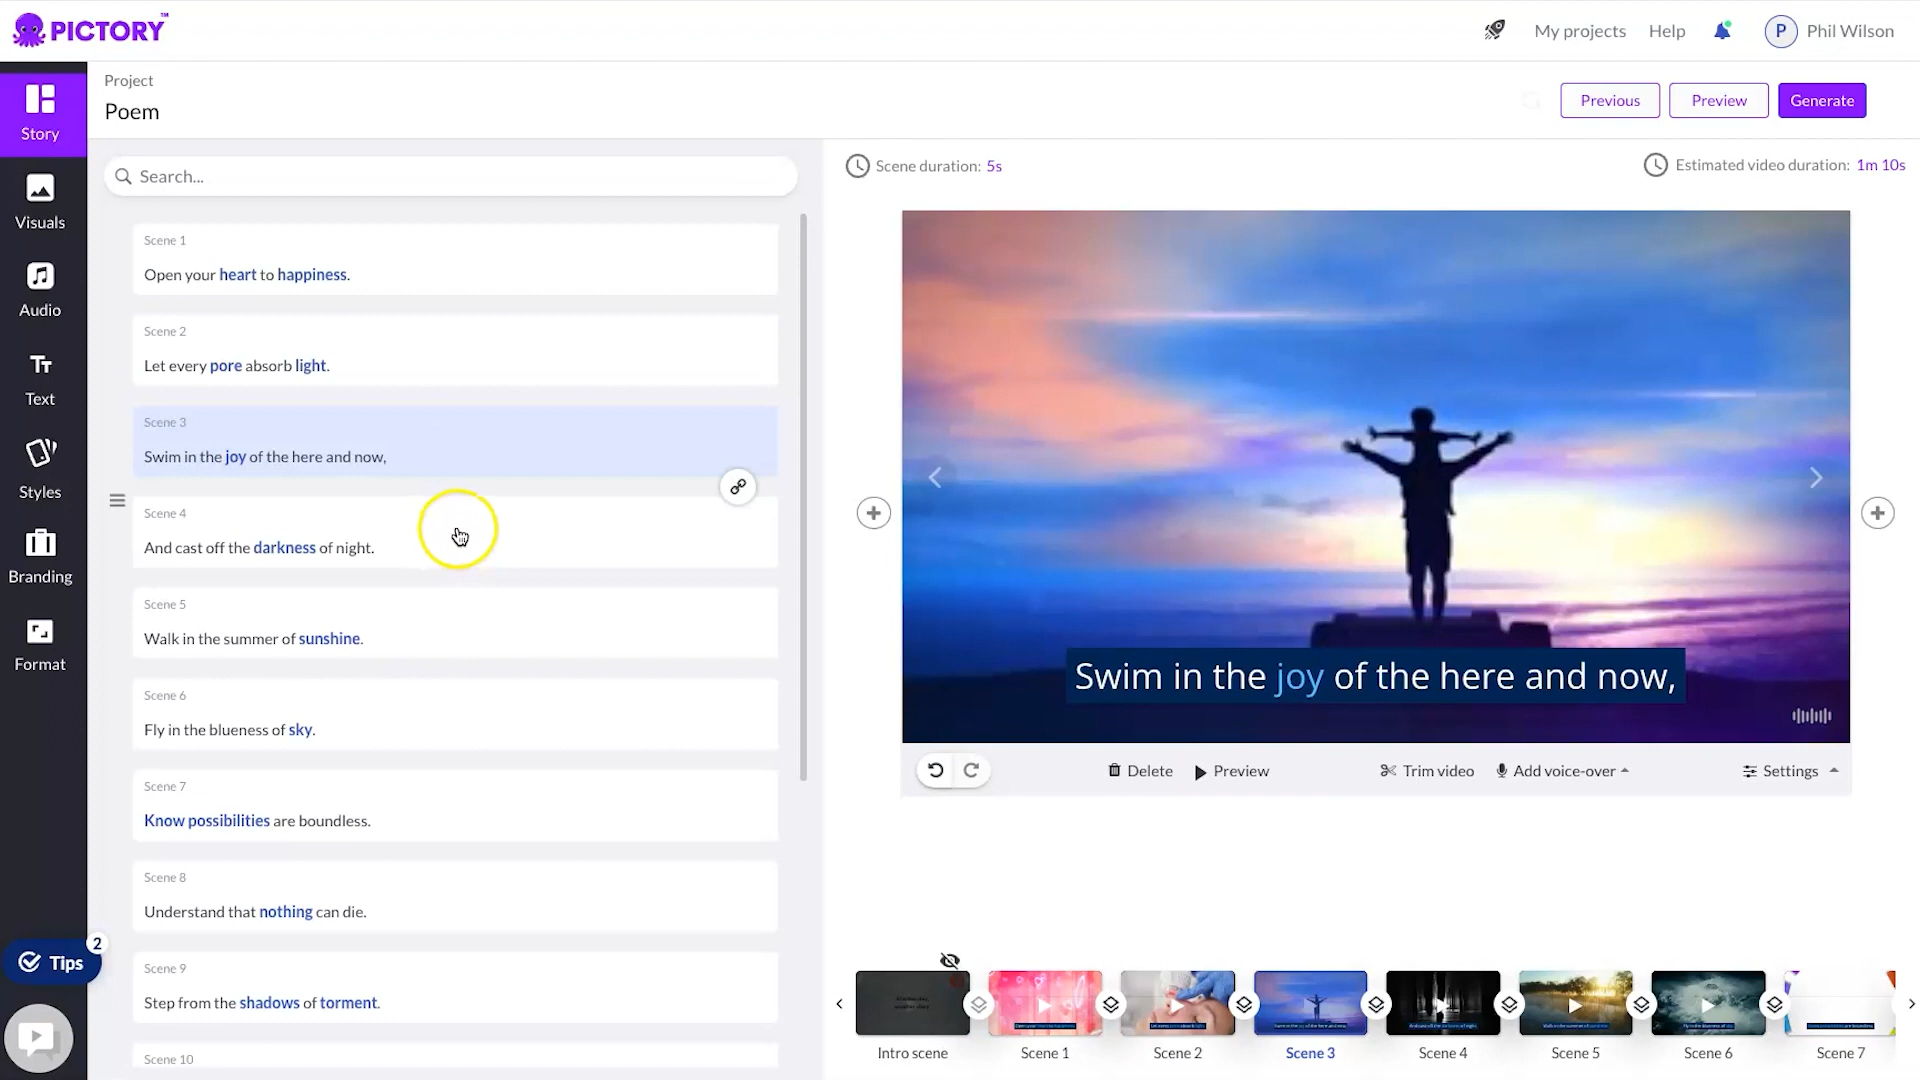 PICTORY™
My projects
Help
P
Phil Wilson
Project
Poem
Previous
Preview
Generate
Story
Visuals
Audio
Tt
Text
Styles
Branding
Format
2
Tips
Search...
Scene 1
Open your heart to happiness.
Scene 2
Let every pore absorb light.
Scene 3
Swim in the joy of the here and now,
Scene 4
And cast off the darkness of night.
Scene 5
Walk in the summer of sunshine.
Scene 6
Fly in the blueness of sky.
Scene 7
Know possibilities are boundless.
Scene 8
Understand that nothing can die.
Scene 9
Step from the shadows of torment.
Scene 10
Scene duration: 5s
Estimated video duration: 1m 10s
Swim in the joy of the here and now,
Delete
Preview
Trim video
Add voice-over
Settings
Intro scene
Scene 1
Scene 2
Scene 3
Scene 4
Scene 5
Scene 6
Scene 7